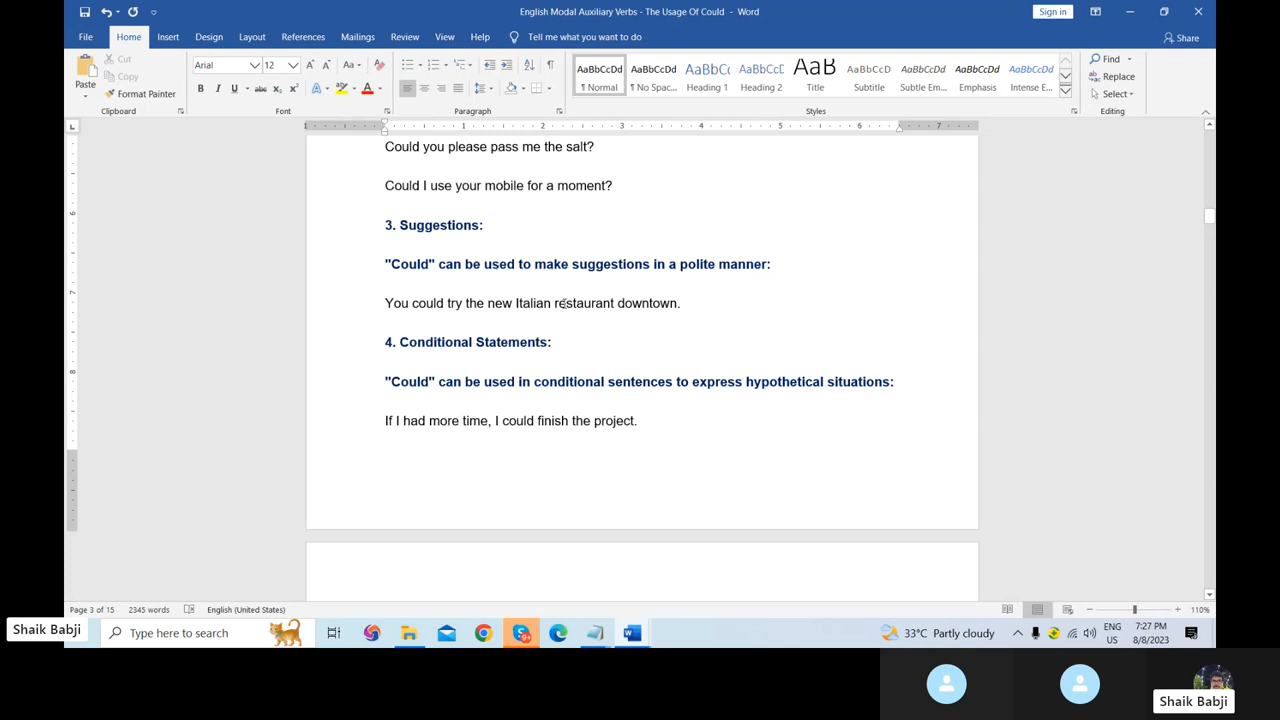 English Modal Auxiliary Verbs - The Usage Of Could - Word
Sign in
File Home Insert Design Layout References Mailings Review View Help Tell me what you want to do Share
Paste
Cut
Copy
Format Painter
Arial 12
AaBbCcDd AaBbCcDd AaBbCc AaBbCcC AaB AaBbCcD AaBbCcDd AaBbCcDd AaBbCcDd
¶ Normal ¶ No Spac... Heading 1 Heading 2 Title Subtitle Subtle Em... Emphasis Intense E...
Find
Replace
Select
Clipboard Font Paragraph Styles Editing
Could you please pass me the salt?
Could I use your mobile for a moment?
3. Suggestions:
"Could" can be used to make suggestions in a polite manner:
You could try the new Italian restaurant downtown.
4. Conditional Statements:
"Could" can be used in conditional sentences to express hypothetical situations:
If I had more time, I could finish the project.
Page 3 of 15 2345 words English (United States) 110%
Shaik Babji
Type here to search
33°C Partly cloudy
ENG US
7:27 PM
8/8/2023
Shaik Babji